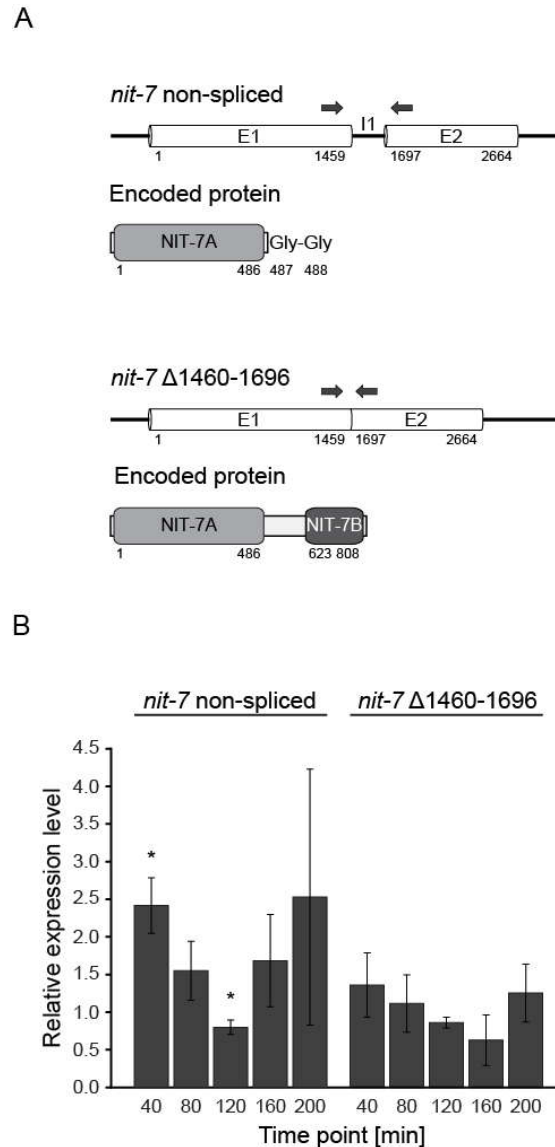 A
nit-7 non-spliced
I1
E1 E2
1 1459 1697 2664
Encoded protein
NIT-7A Gly-Gly
1 486 487 488
nit-7 Δ1460-1696
E1 E2
1 1459 1697 2664
Encoded protein
NIT-7A NIT-7B
1 486 623 808
B
nit-7 non-spliced nit-7 Δ1460-1696
Relative expression level
4.5
4.0
3.5
3.0
2.5
2.0
1.5
1.0
0.5
0.0
* *
40 80 120 160 200 40 80 120 160 200
Time point [min]